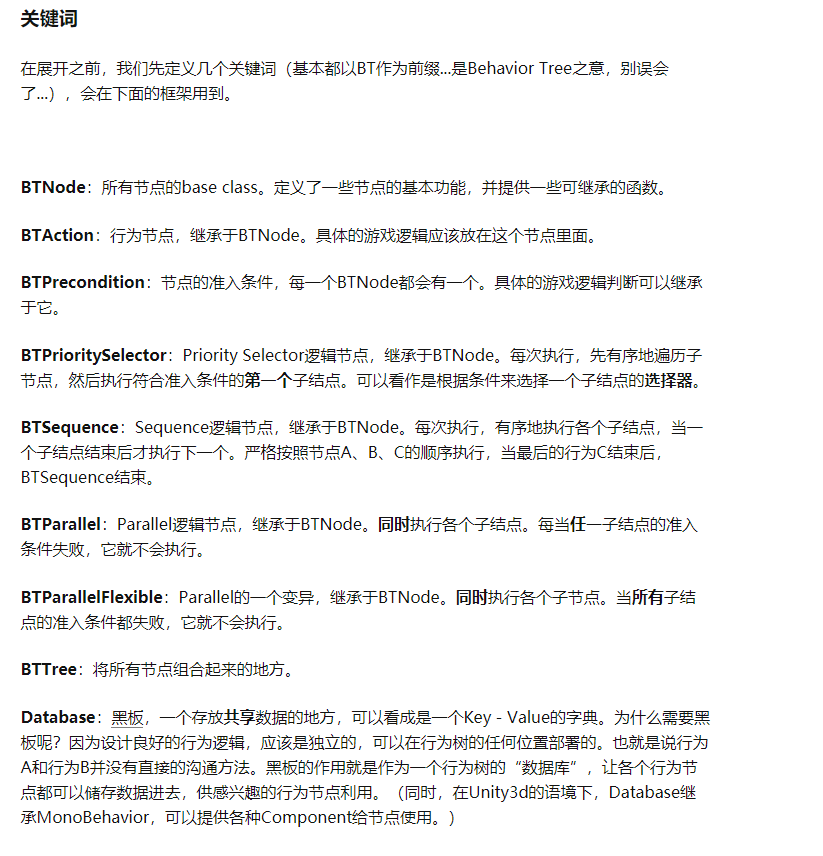 关键词
在展开之前，我们先定义几个关键词（基本都以BT作为前缀...是Behavior Tree之意，别误会
了...），会在下面的框架用到。
BTNode：所有节点的base class。定义了一些节点的基本功能，并提供一些可继承的函数。
BTAction：行为节点，继承于BTNode。具体的游戏逻辑应该放在这个节点里面。
BTPrecondition：节点的准入条件，每一个BTNode都会有一个。具体的游戏逻辑判断可以继承
于它。
BTPrioritySelector：Priority Selector逻辑节点，继承于BTNode。每次执行，先有序地遍历子
节点，然后执行符合准入条件的第一个子结点。可以看作是根据条件来选择一个子结点的选择器。
BTSequence：Sequence逻辑节点，继承于BTNode。每次执行，有序地执行各个子结点，当一
个子结点结束后才执行下一个。严格按照节点A、B、C的顺序执行，当最后的行为C结束后，
BTSequence结束。
BTParallel：Parallel逻辑节点，继承于BTNode。同时执行各个子结点。每当任一子结点的准入
条件失败，它就不会执行。
BTParallelFlexible：Parallel的一个变异，继承于BTNode。同时执行各个子节点。当所有子结
点的准入条件都失败，它就不会执行。
BTTree：将所有节点组合起来的地方。
Database：黑板，一个存放共享数据的地方，可以看成是一个Key - Value的字典。为什么需要黑
板呢？因为设计良好的行为逻辑，应该是独立的，可以在行为树的任何位置部署的。也就是说行为
A和行为B并没有直接的沟通方法。黑板的作用就是作为一个行为树的“数据库”，让各个行为节
点都可以储存数据进去，供感兴趣的行为节点利用。（同时，在Unity3d的语境下，Database继
承MonoBehavior，可以提供各种Component给节点使用。）